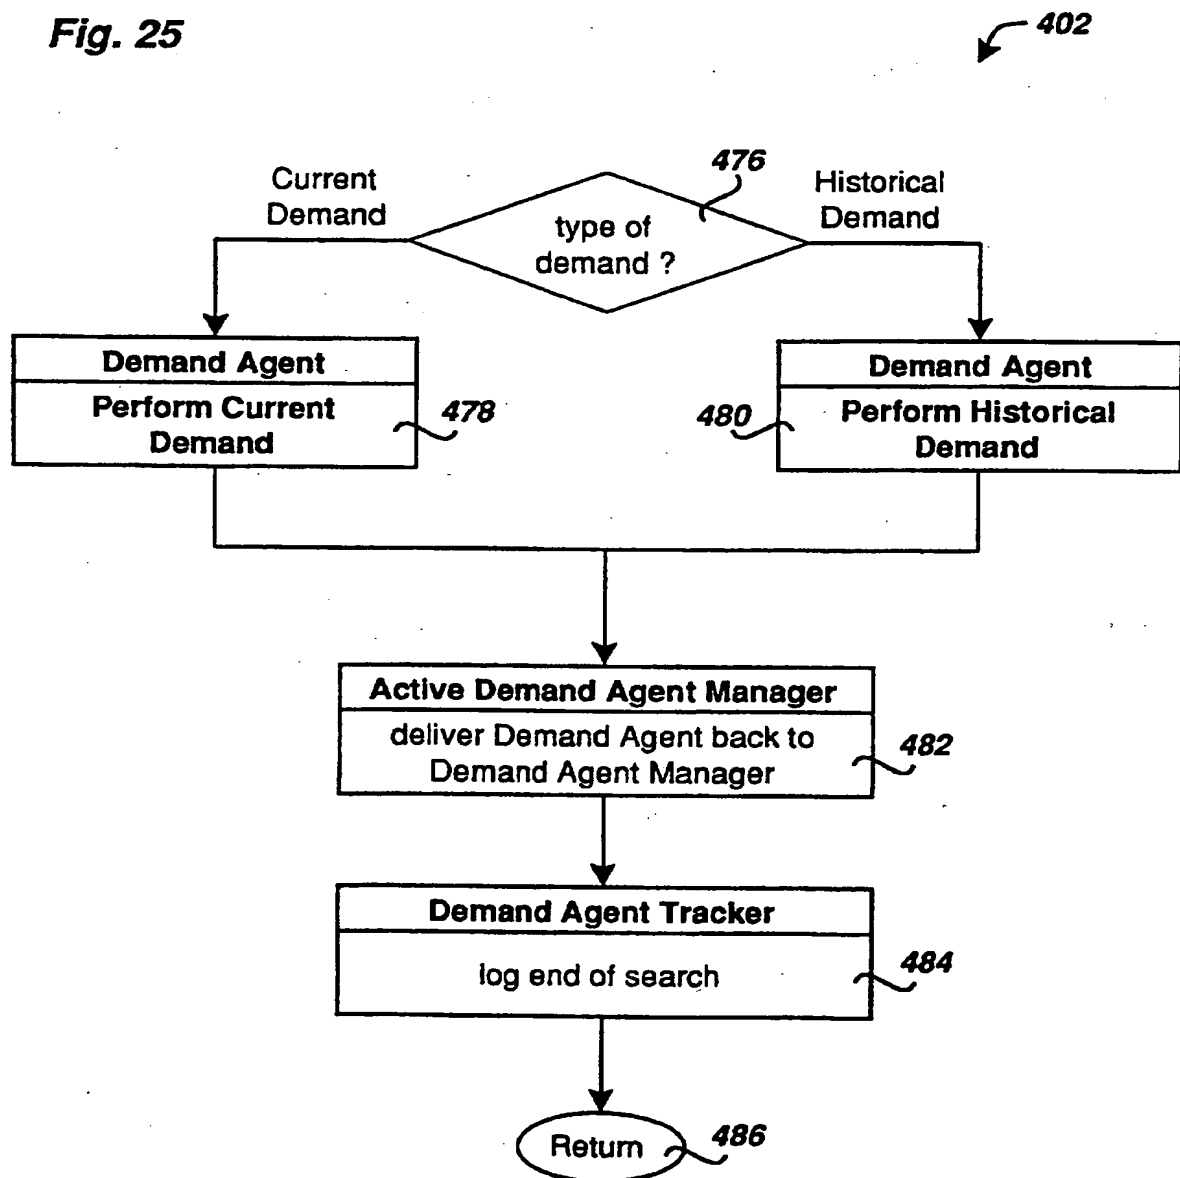 Fig. 25
402
476
Current
Demand
Historical
Demand
type of
demand ?
Demand Agent
Perform Current
Demand
478
Demand Agent
480
Perform Historical
Demand
Active Demand Agent Manager
deliver Demand Agent back to
Demand Agent Manager
482
Demand Agent Tracker
log end of search
484
Return
486